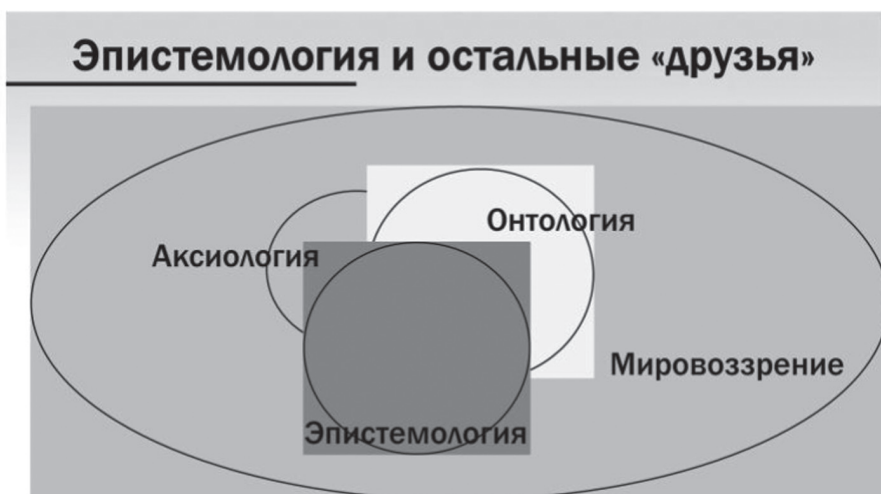 Эпистемология и остальные «друзья»
Онтология
Аксиология
Мировоззрение
Эпистемология